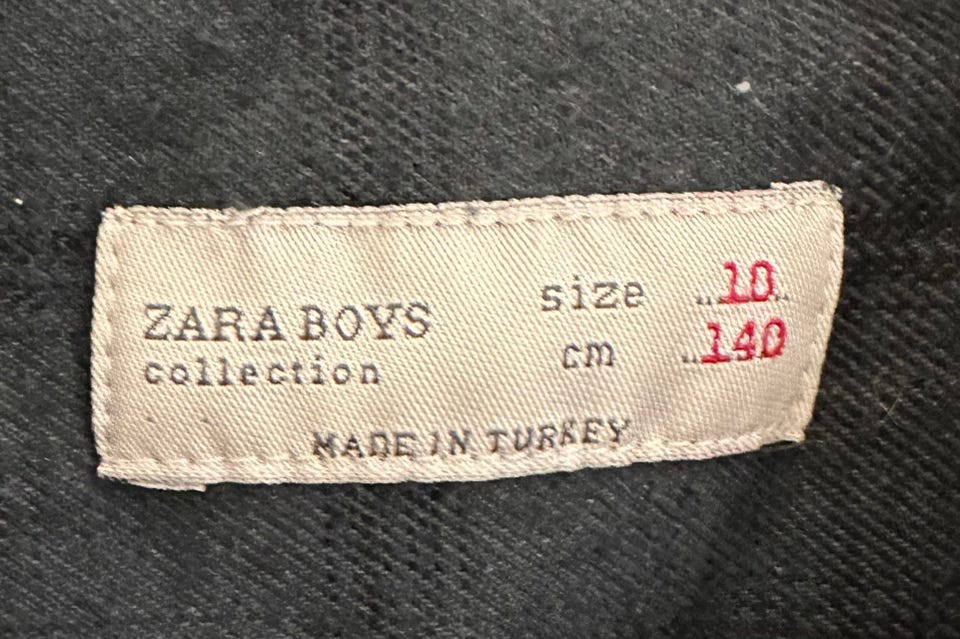 ZARA BOYS
collection
size ..10..
cm ..140
MADE IN TURKEY